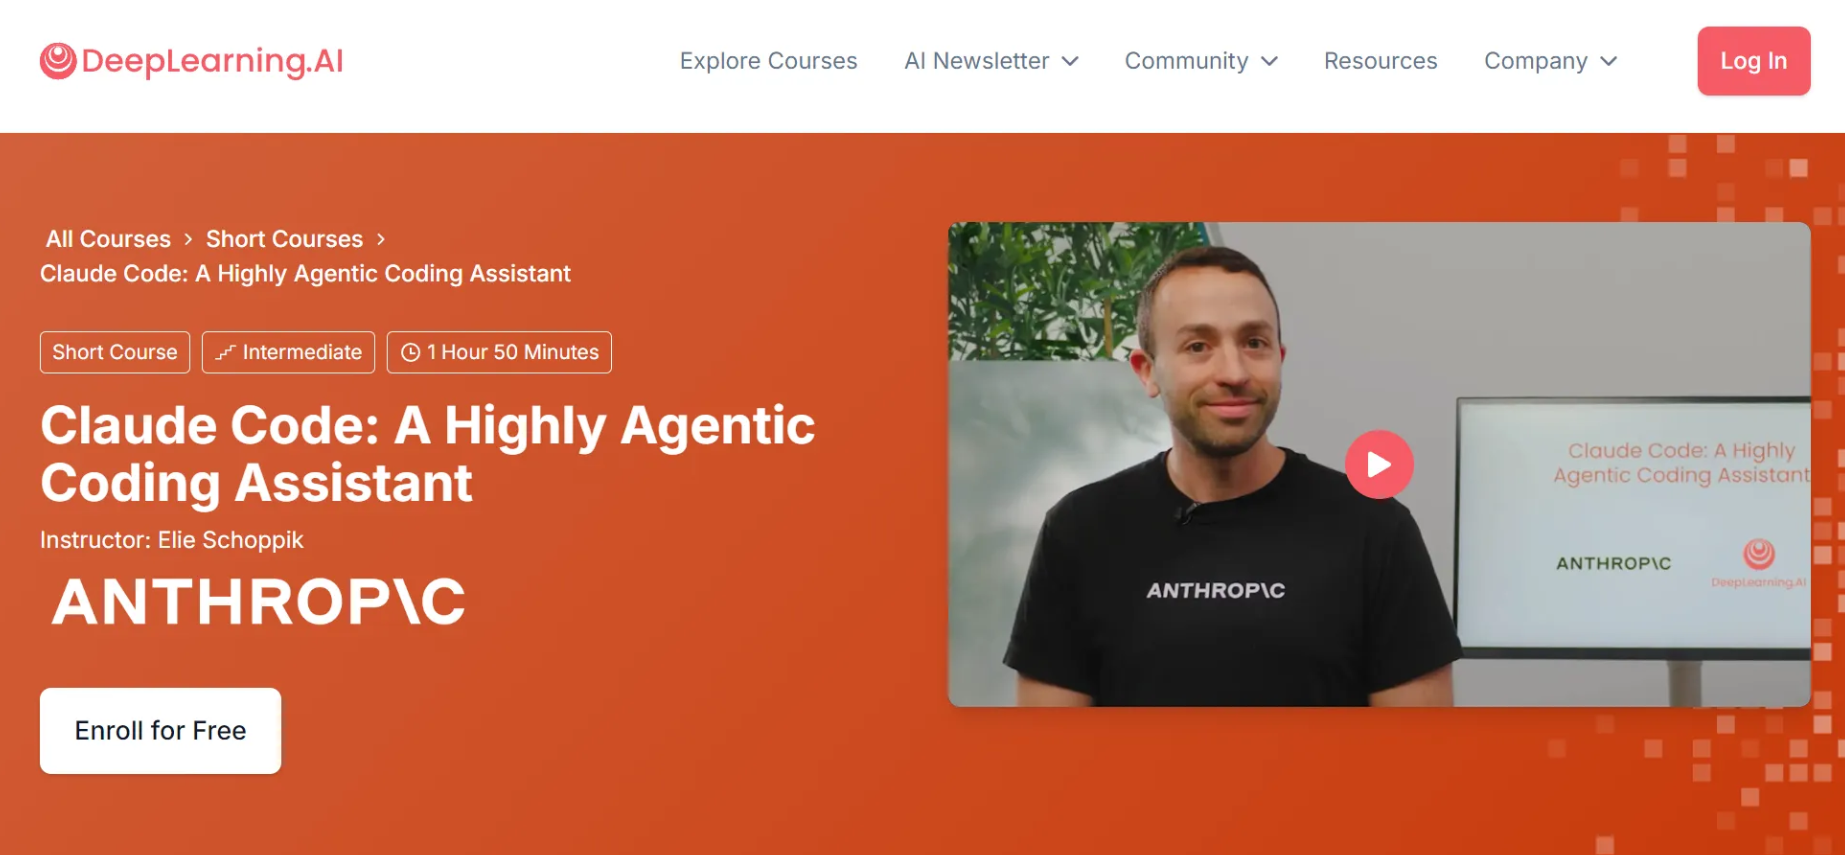 DeepLearning.AI
Explore Courses
AI Newsletter
Community
Resources
Company
Log In
All Courses > Short Courses >
Claude Code: A Highly Agentic Coding Assistant
Short Course
Intermediate
1 Hour 50 Minutes
Claude Code: A Highly Agentic
Coding Assistant
Instructor: Elie Schoppik
ANTHROP\C
Enroll for Free
ANTHROP\C
Claude Code: A Highly
Agentic Coding Assistant
ANTHROP\C
DeepLearning.AI